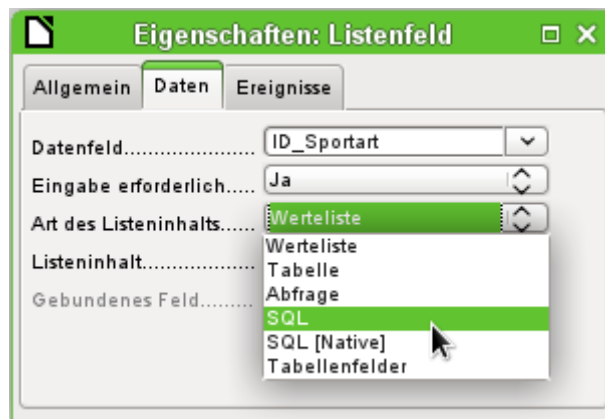 Eigenschaften: Listenfeld
Allgemein Daten Ereignisse
Datenfeld...................... ID_Sportart
Eingabe erforderlich..... Ja
Art des Listeninhalts...... Werteliste
Werteliste
Listeninhalt.................
Tabelle
Abfrage
Gebundenes Feld.........
SQL
SQL [Native]
Tabellenfelder